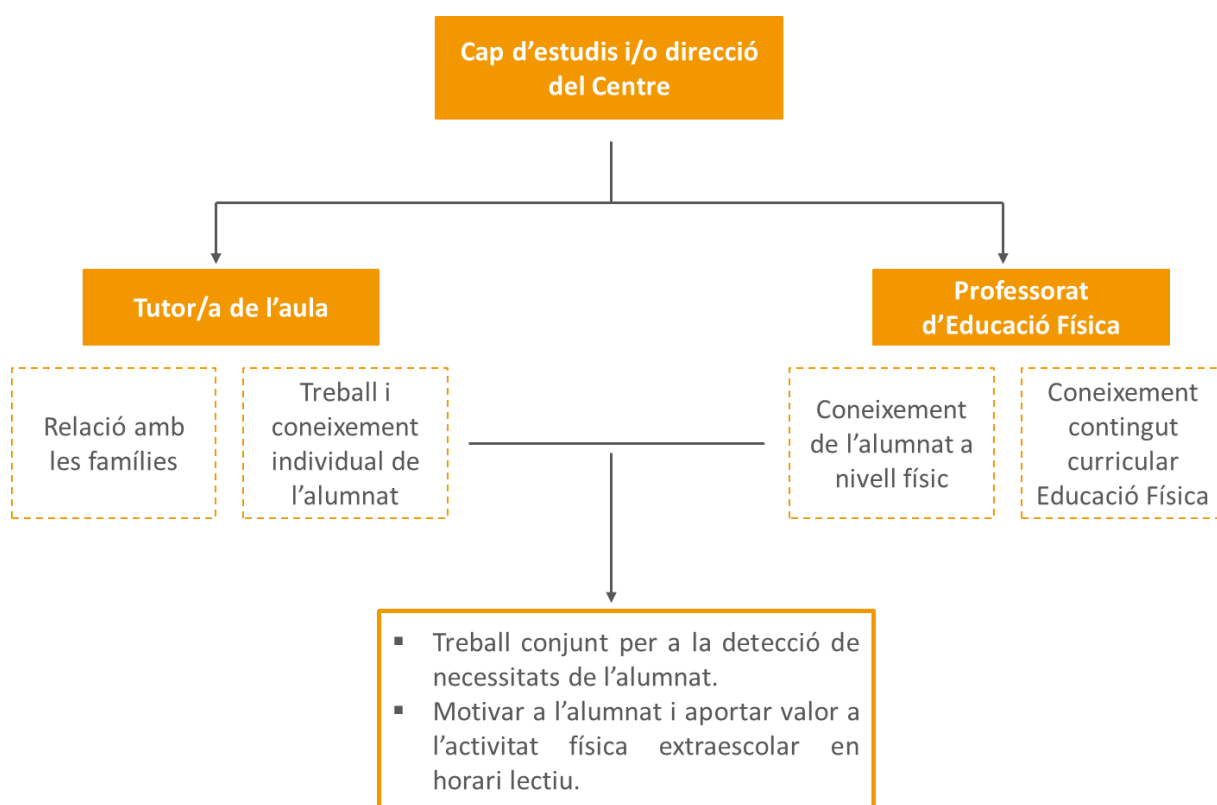 Cap d’estudis i/o direcció
del Centre
Tutor/a de l’aula
Professorat
d’Educació Física
Relació amb
les famílies
Treball i
coneixement
individual de
l’alumnat
Coneixement
de l’alumnat a
nivell físic
Coneixement
contingut
curricular
Educació Física
▪ Treball conjunt per a la detecció de
necessitats de l’alumnat.
▪ Motivar a l’alumnat i aportar valor a
l’activitat física extraescolar en
horari lectiu.